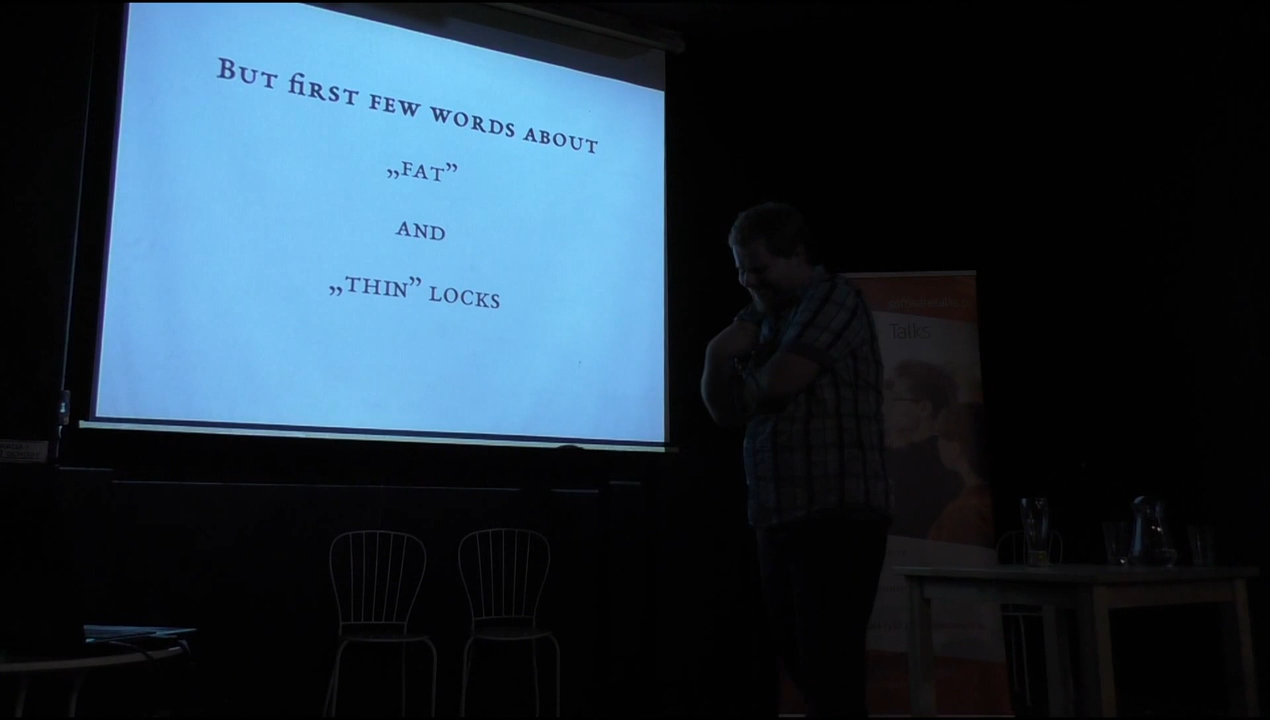 But first few words about
„fat”
and
„thin” locks
Talks